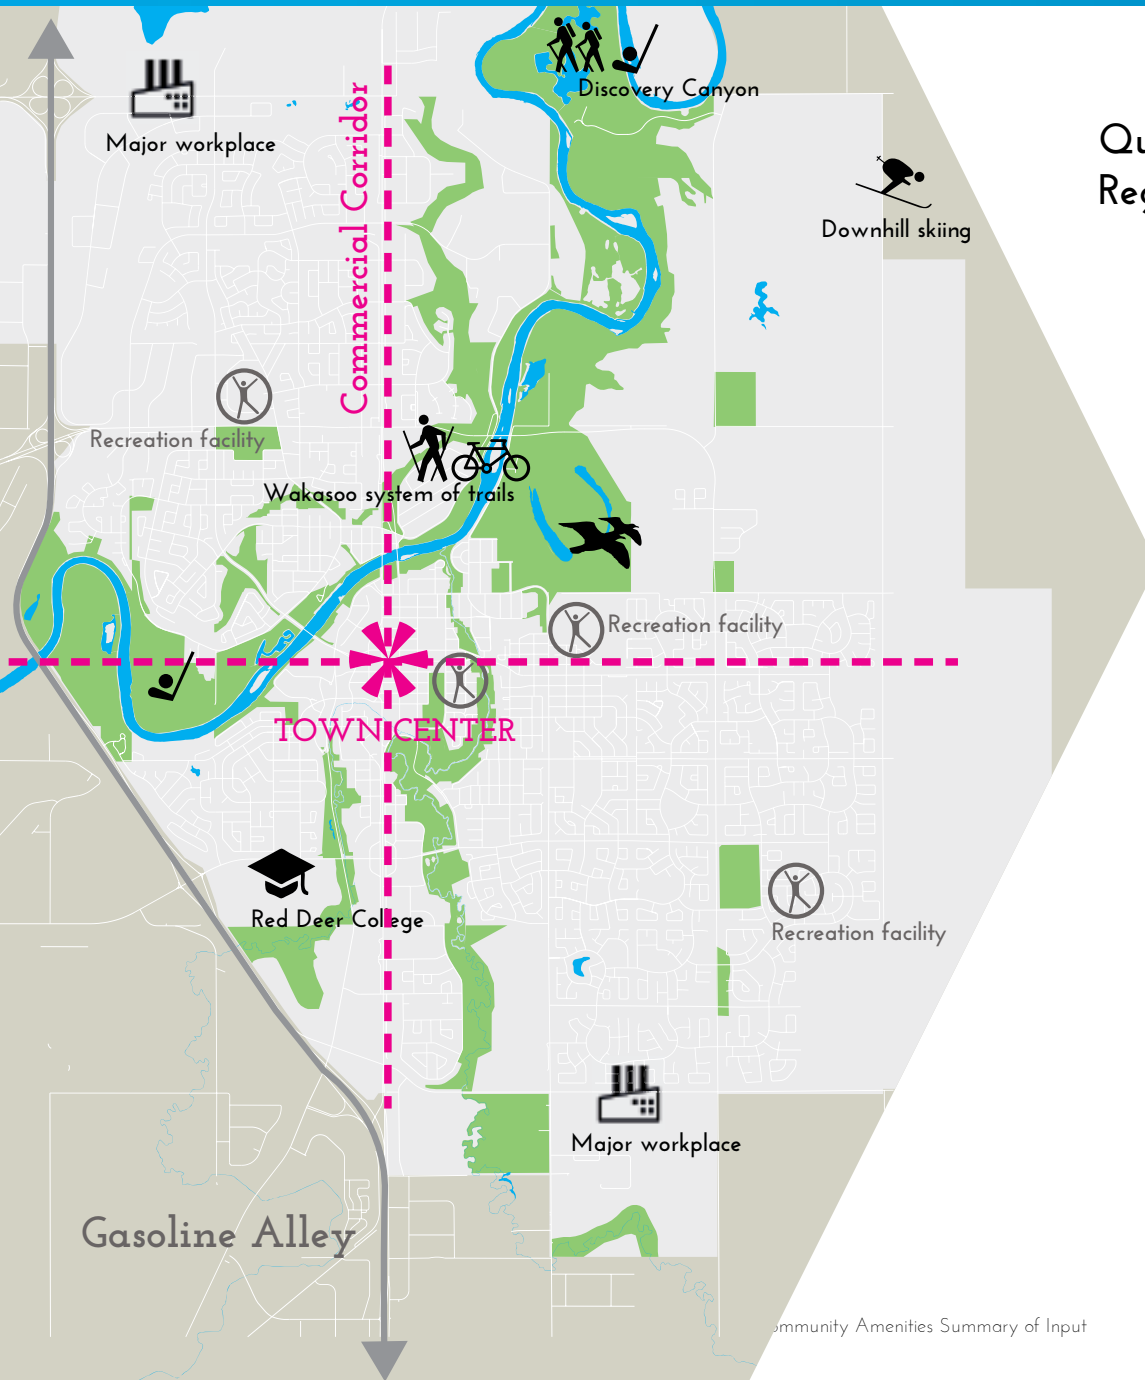 Discovery Canyon
Major workplace
Commercial Corridor
Downhill skiing
Recreation facility
Wakasoo system of trails
Recreation facility
TOWN CENTER
Red Deer College
Recreation facility
Major workplace
Gasoline Alley
Community Amenities Summary of Input